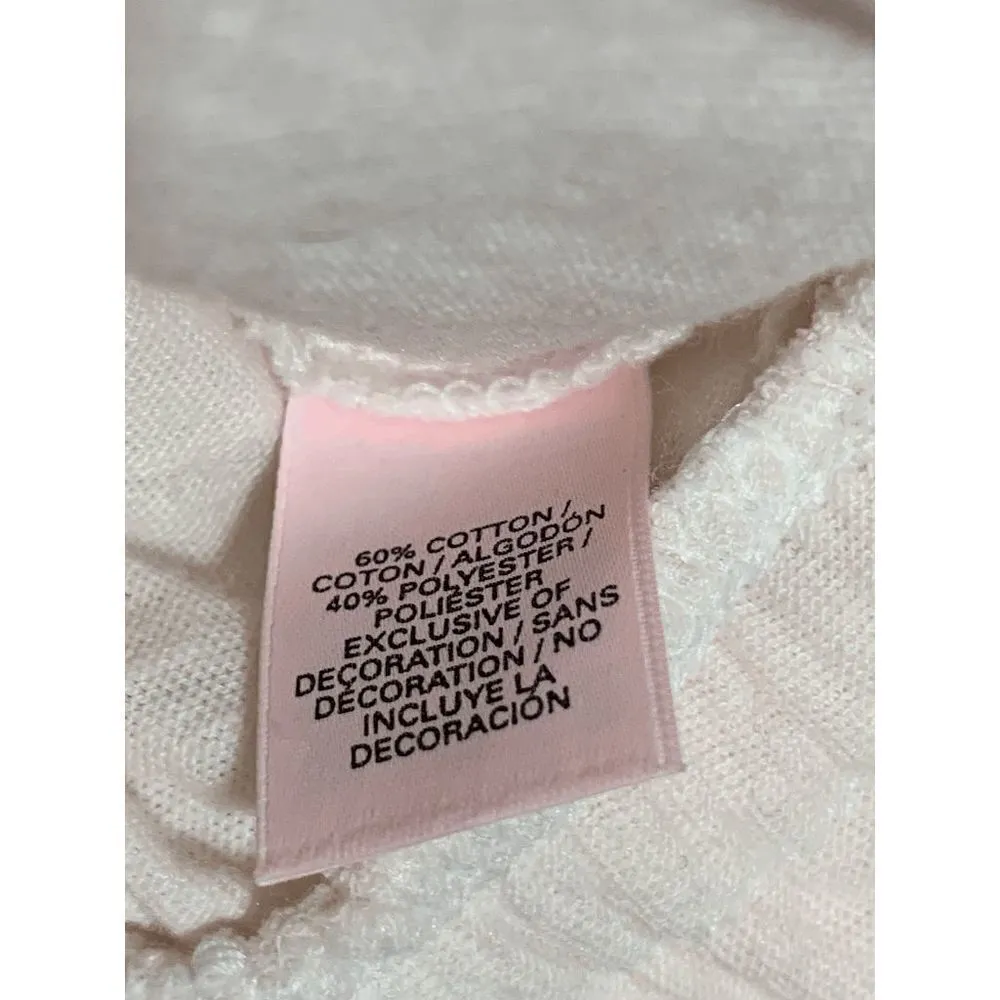 60% COTTON /
COTON / ALGODÓN
40% POLYESTER /
POLIÉSTER
EXCLUSIVE OF
DECORATION / SANS
DÉCORATION / NO
INCLUYE LA
DECORACIÓN